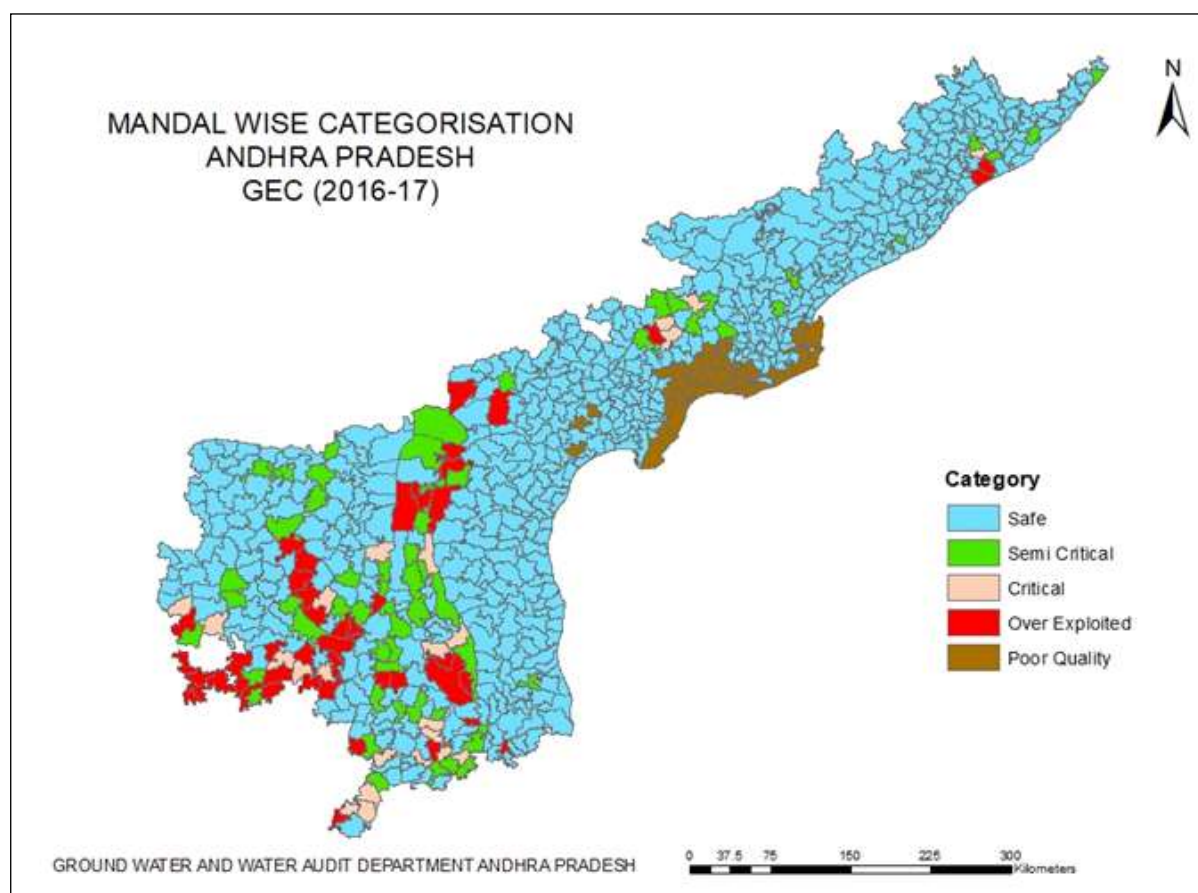 MANDAL WISE CATEGORISATION
ANDHRA PRADESH
GEC (2016-17)
N
Category
Safe
Semi Critical
Critical
Over Exploited
Poor Quality
GROUND WATER AND WATER AUDIT DEPARTMENT ANDHRA PRADESH
0 37.5 75 150 225 300
Kilometers